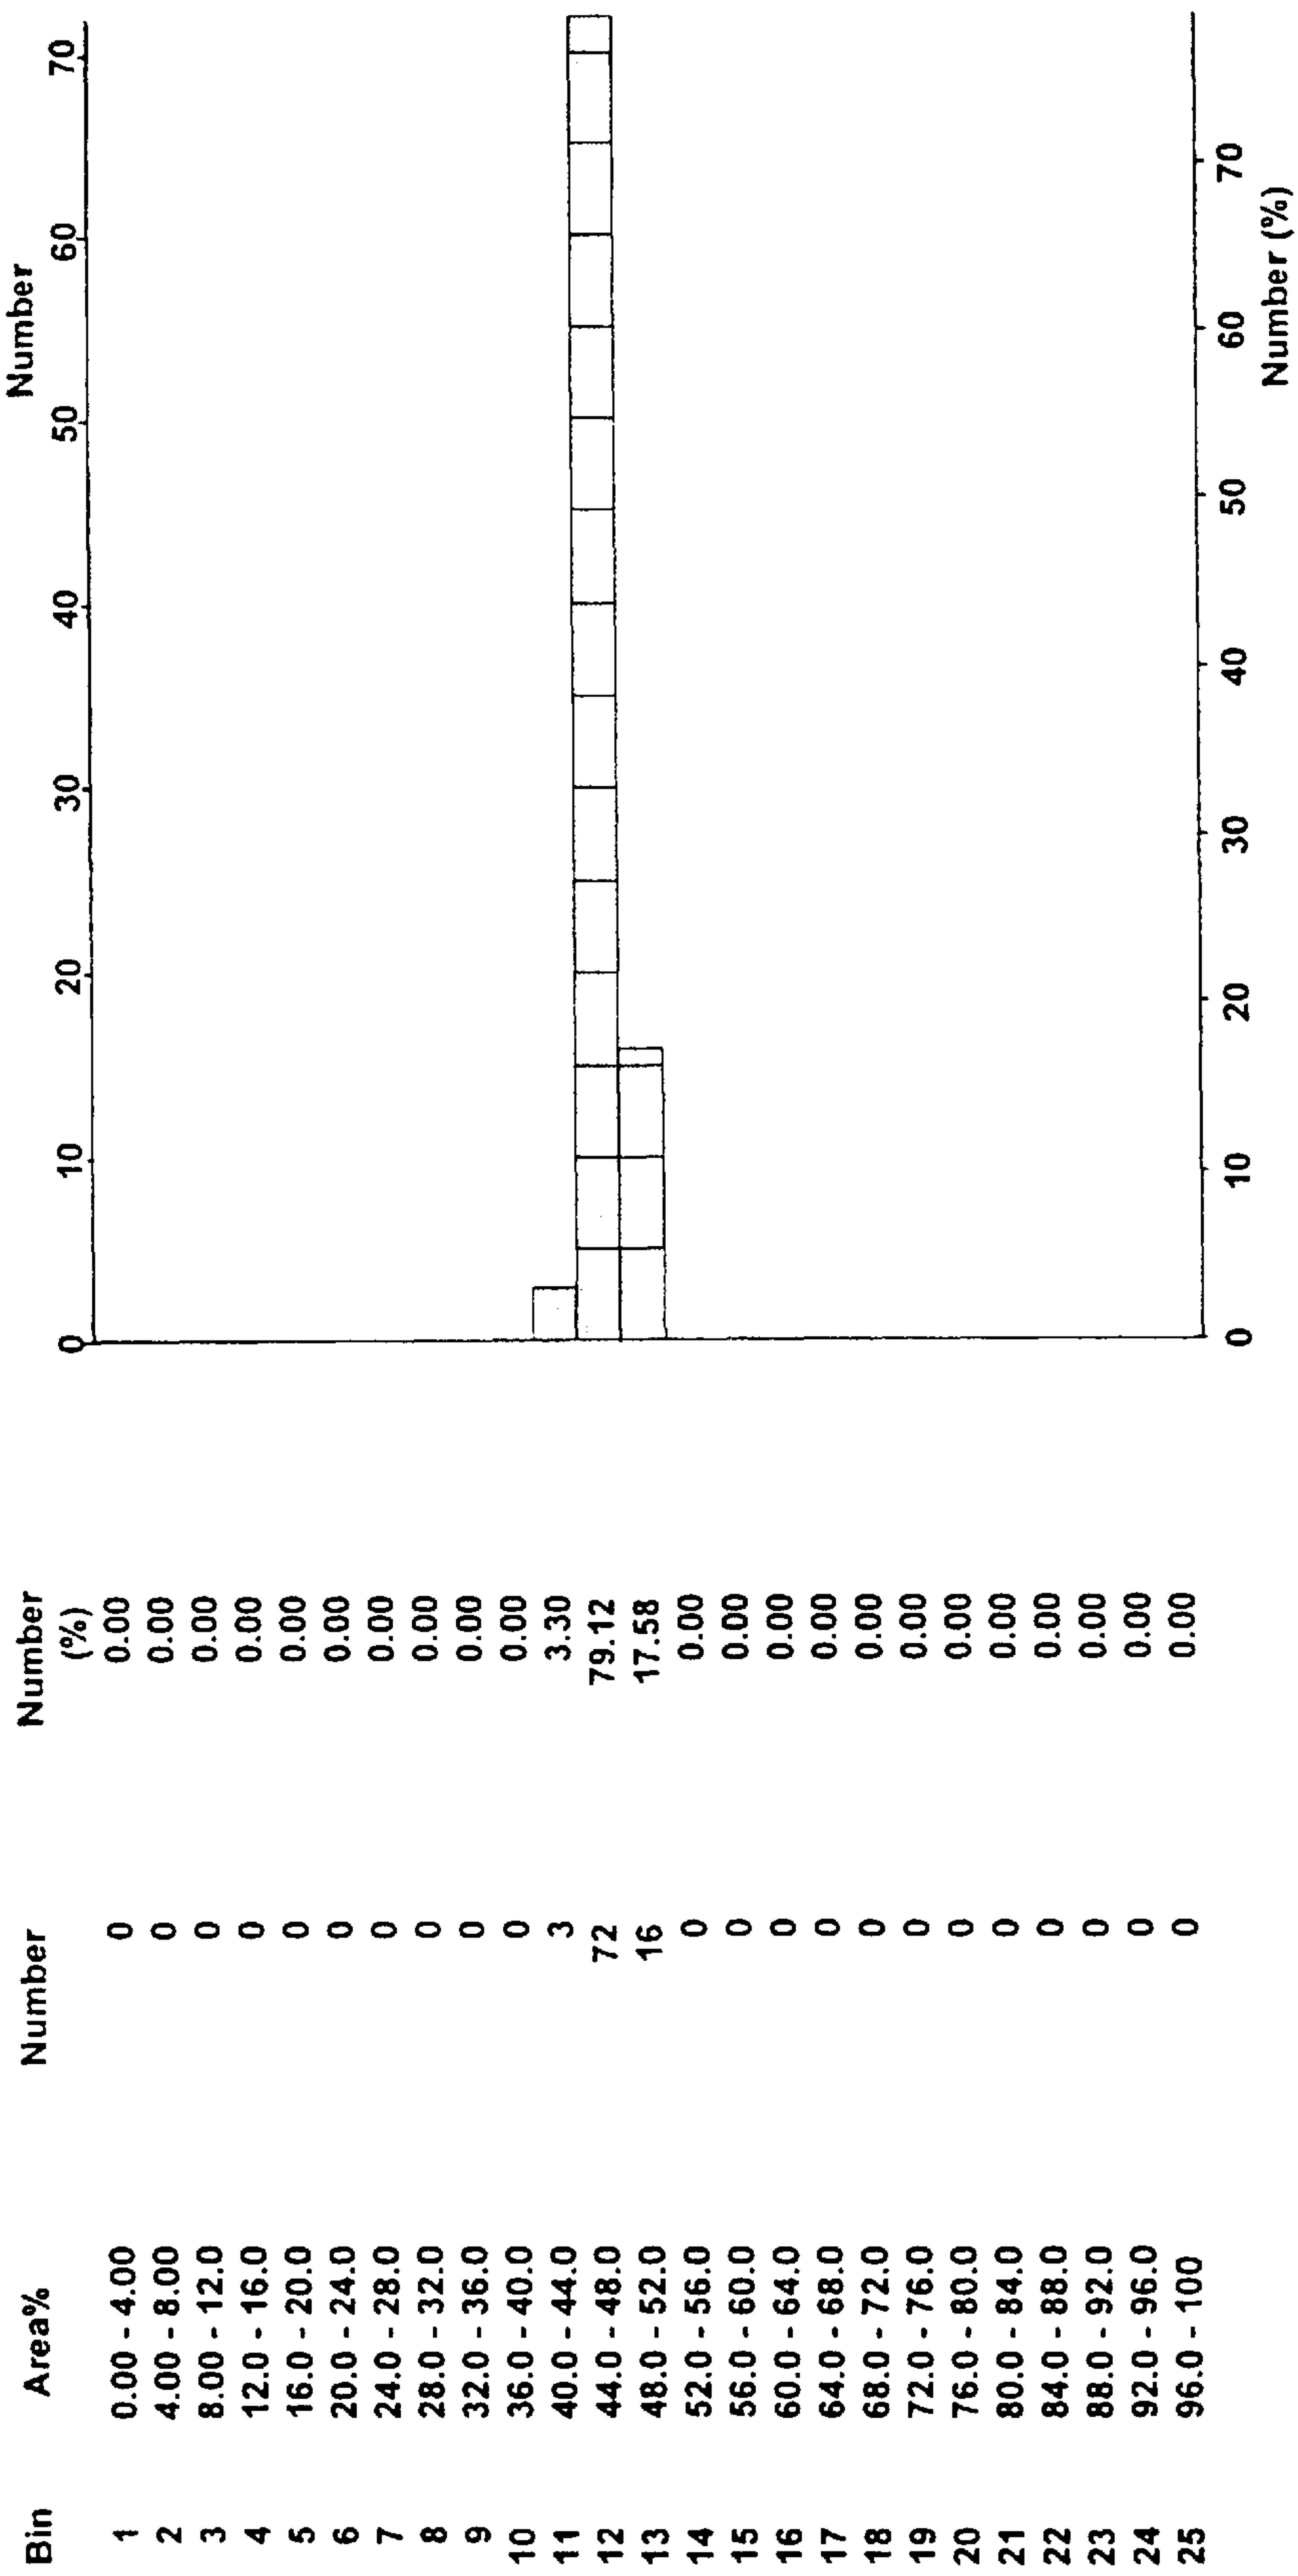 Bin Area% Number Number (%)
1 0.00 - 4.00 0 0.00
2 4.00 - 8.00 0 0.00
3 8.00 - 12.0 0 0.00
4 12.0 - 16.0 0 0.00
5 16.0 - 20.0 0 0.00
6 20.0 - 24.0 0 0.00
7 24.0 - 28.0 0 0.00
8 28.0 - 32.0 0 0.00
9 32.0 - 36.0 0 0.00
10 36.0 - 40.0 0 0.00
11 40.0 - 44.0 3 3.30
12 44.0 - 48.0 72 79.12
13 48.0 - 52.0 16 17.58
14 52.0 - 56.0 0 0.00
15 56.0 - 60.0 0 0.00
16 60.0 - 64.0 0 0.00
17 64.0 - 68.0 0 0.00
18 68.0 - 72.0 0 0.00
19 72.0 - 76.0 0 0.00
20 76.0 - 80.0 0 0.00
21 80.0 - 84.0 0 0.00
22 84.0 - 88.0 0 0.00
23 88.0 - 92.0 0 0.00
24 92.0 - 96.0 0 0.00
25 96.0 - 100 0 0.00
Number
0 10 20 30 40 50 60 70
0 10 20 30 40 50 60 70
Number (%)